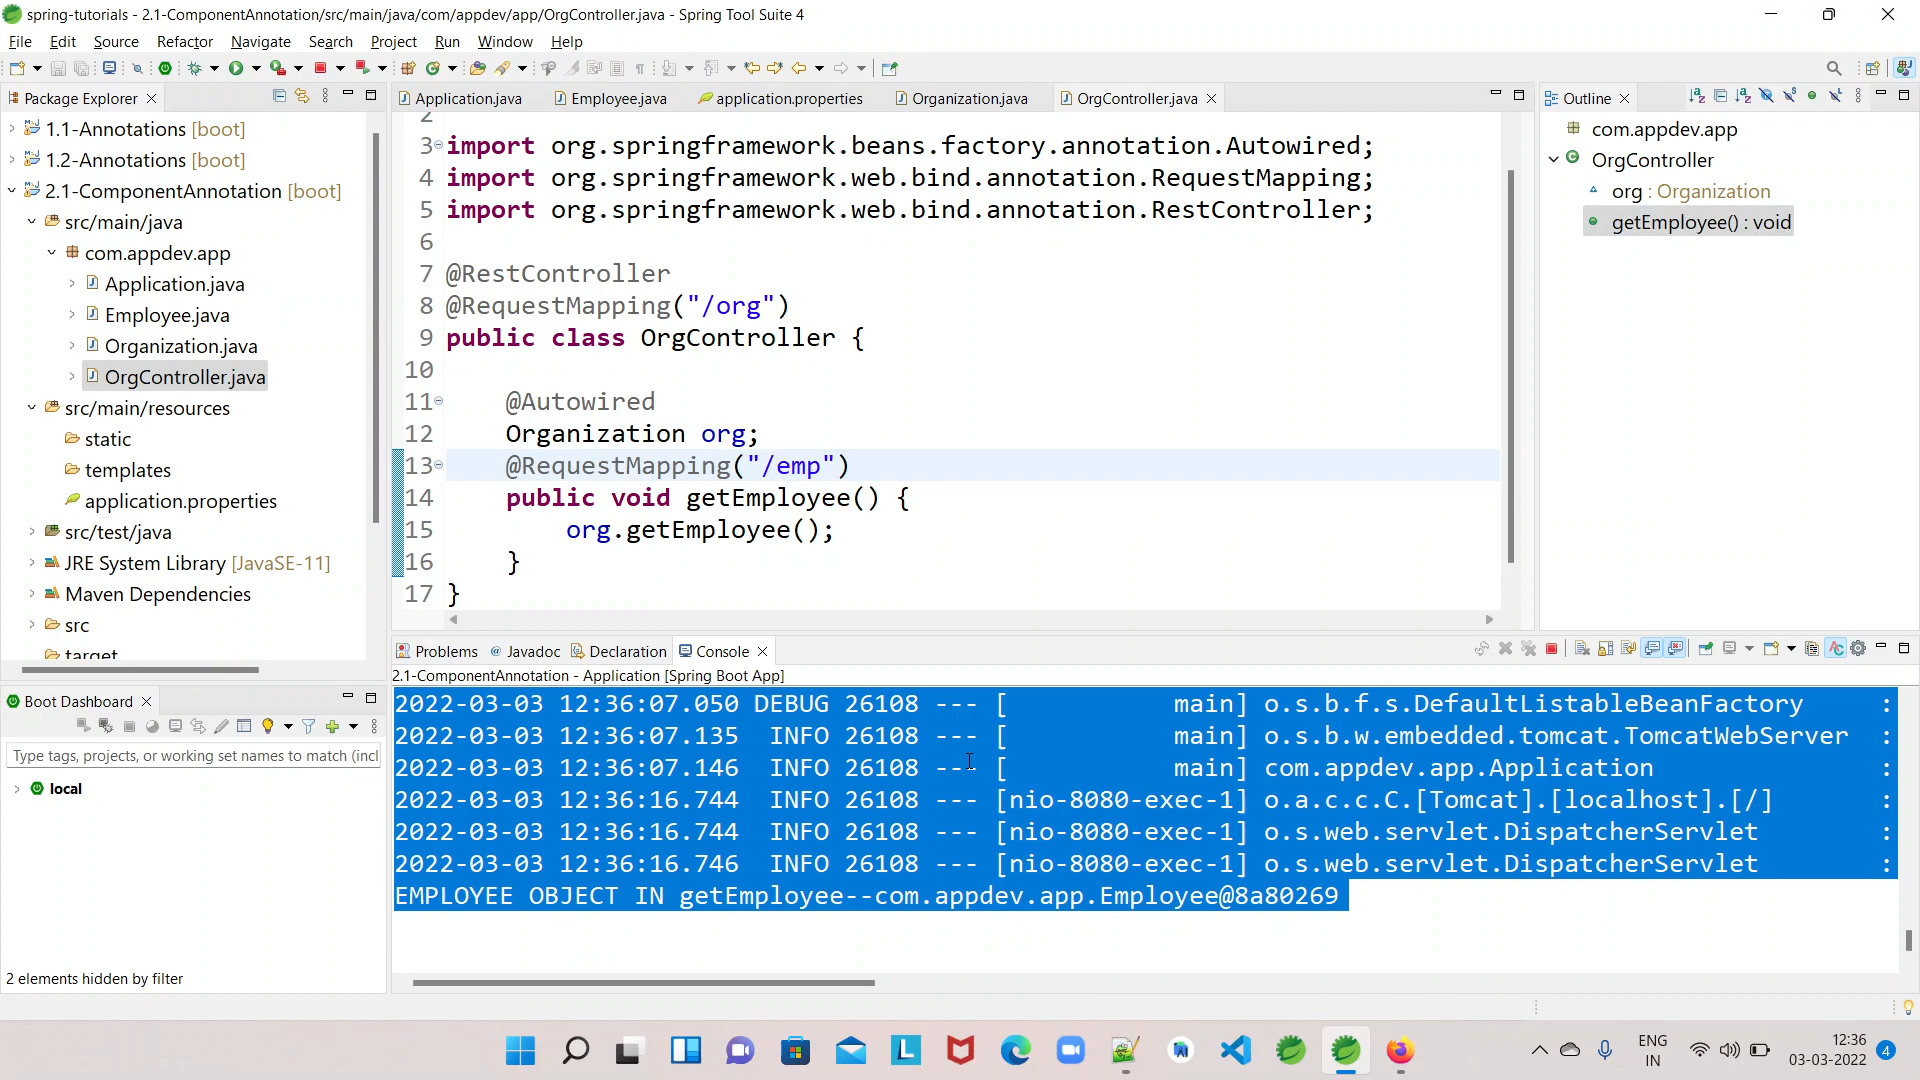 spring-tutorials - 2.1-ComponentAnnotation/src/main/java/com/appdev/app/OrgController.java - Spring Tool Suite 4
File Edit Source Refactor Navigate Search Project Run Window Help
Package Explorer
1.1-Annotations [boot]
1.2-Annotations [boot]
2.1-ComponentAnnotation [boot]
src/main/java
com.appdev.app
Application.java
Employee.java
Organization.java
OrgController.java
src/main/resources
static
templates
application.properties
src/test/java
JRE System Library [JavaSE-11]
Maven Dependencies
src
target
Application.java Employee.java application.properties Organization.java OrgController.java
2
3 import org.springframework.beans.factory.annotation.Autowired;
4 import org.springframework.web.bind.annotation.RequestMapping;
5 import org.springframework.web.bind.annotation.RestController;
6
7 @RestController
8 @RequestMapping("/org")
9 public class OrgController {
10
11 @Autowired
12 Organization org;
13 @RequestMapping("/emp")
14 public void getEmployee() {
15 org.getEmployee();
16 }
17 }
Outline
com.appdev.app
OrgController
org : Organization
getEmployee() : void
Boot Dashboard
Type tags, projects, or working set names to match (incl
local
2 elements hidden by filter
Problems @ Javadoc Declaration Console
2.1-ComponentAnnotation - Application [Spring Boot App]
2022-03-03 12:36:07.050 DEBUG 26108 --- [ main] o.s.b.f.s.DefaultListableBeanFactory :
2022-03-03 12:36:07.135 INFO 26108 --- [ main] o.s.b.w.embedded.tomcat.TomcatWebServer :
2022-03-03 12:36:07.146 INFO 26108 --- [ main] com.appdev.app.Application :
2022-03-03 12:36:16.744 INFO 26108 --- [nio-8080-exec-1] o.a.c.c.C.[Tomcat].[localhost].[/] :
2022-03-03 12:36:16.744 INFO 26108 --- [nio-8080-exec-1] o.s.web.servlet.DispatcherServlet :
2022-03-03 12:36:16.746 INFO 26108 --- [nio-8080-exec-1] o.s.web.servlet.DispatcherServlet :
EMPLOYEE OBJECT IN getEmployee--com.appdev.app.Employee@8a80269
ENG
IN
12:36
03-03-2022
4